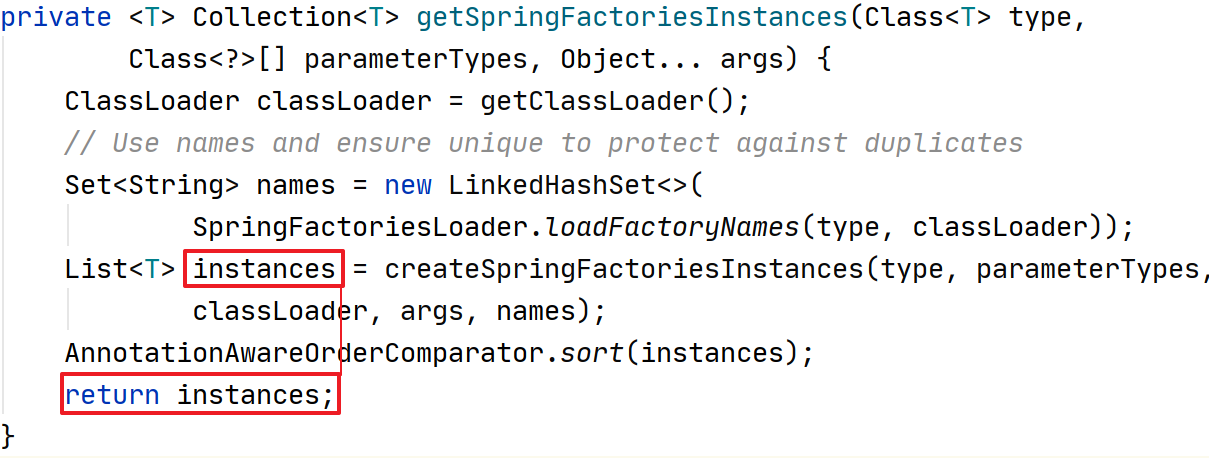 private <T> Collection<T> getSpringFactoriesInstances(Class<T> type,
Class<?>[] parameterTypes, Object... args) {
ClassLoader classLoader = getClassLoader();
// Use names and ensure unique to protect against duplicates
Set<String> names = new LinkedHashSet<>(
SpringFactoriesLoader.loadFactoryNames(type, classLoader));
List<T> instances = createSpringFactoriesInstances(type, parameterTypes,
classLoader, args, names);
AnnotationAwareOrderComparator.sort(instances);
return instances;
}